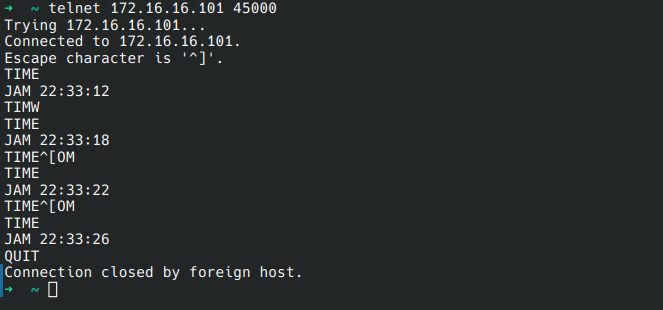 ➜ ~ telnet 172.16.16.101 45000
Trying 172.16.16.101...
Connected to 172.16.16.101.
Escape character is '^]'.
TIME
JAM 22:33:12
TIMW
TIME
JAM 22:33:18
TIME^[OM
TIME
JAM 22:33:22
TIME^[OM
TIME
JAM 22:33:26
QUIT
Connection closed by foreign host.
➜ ~